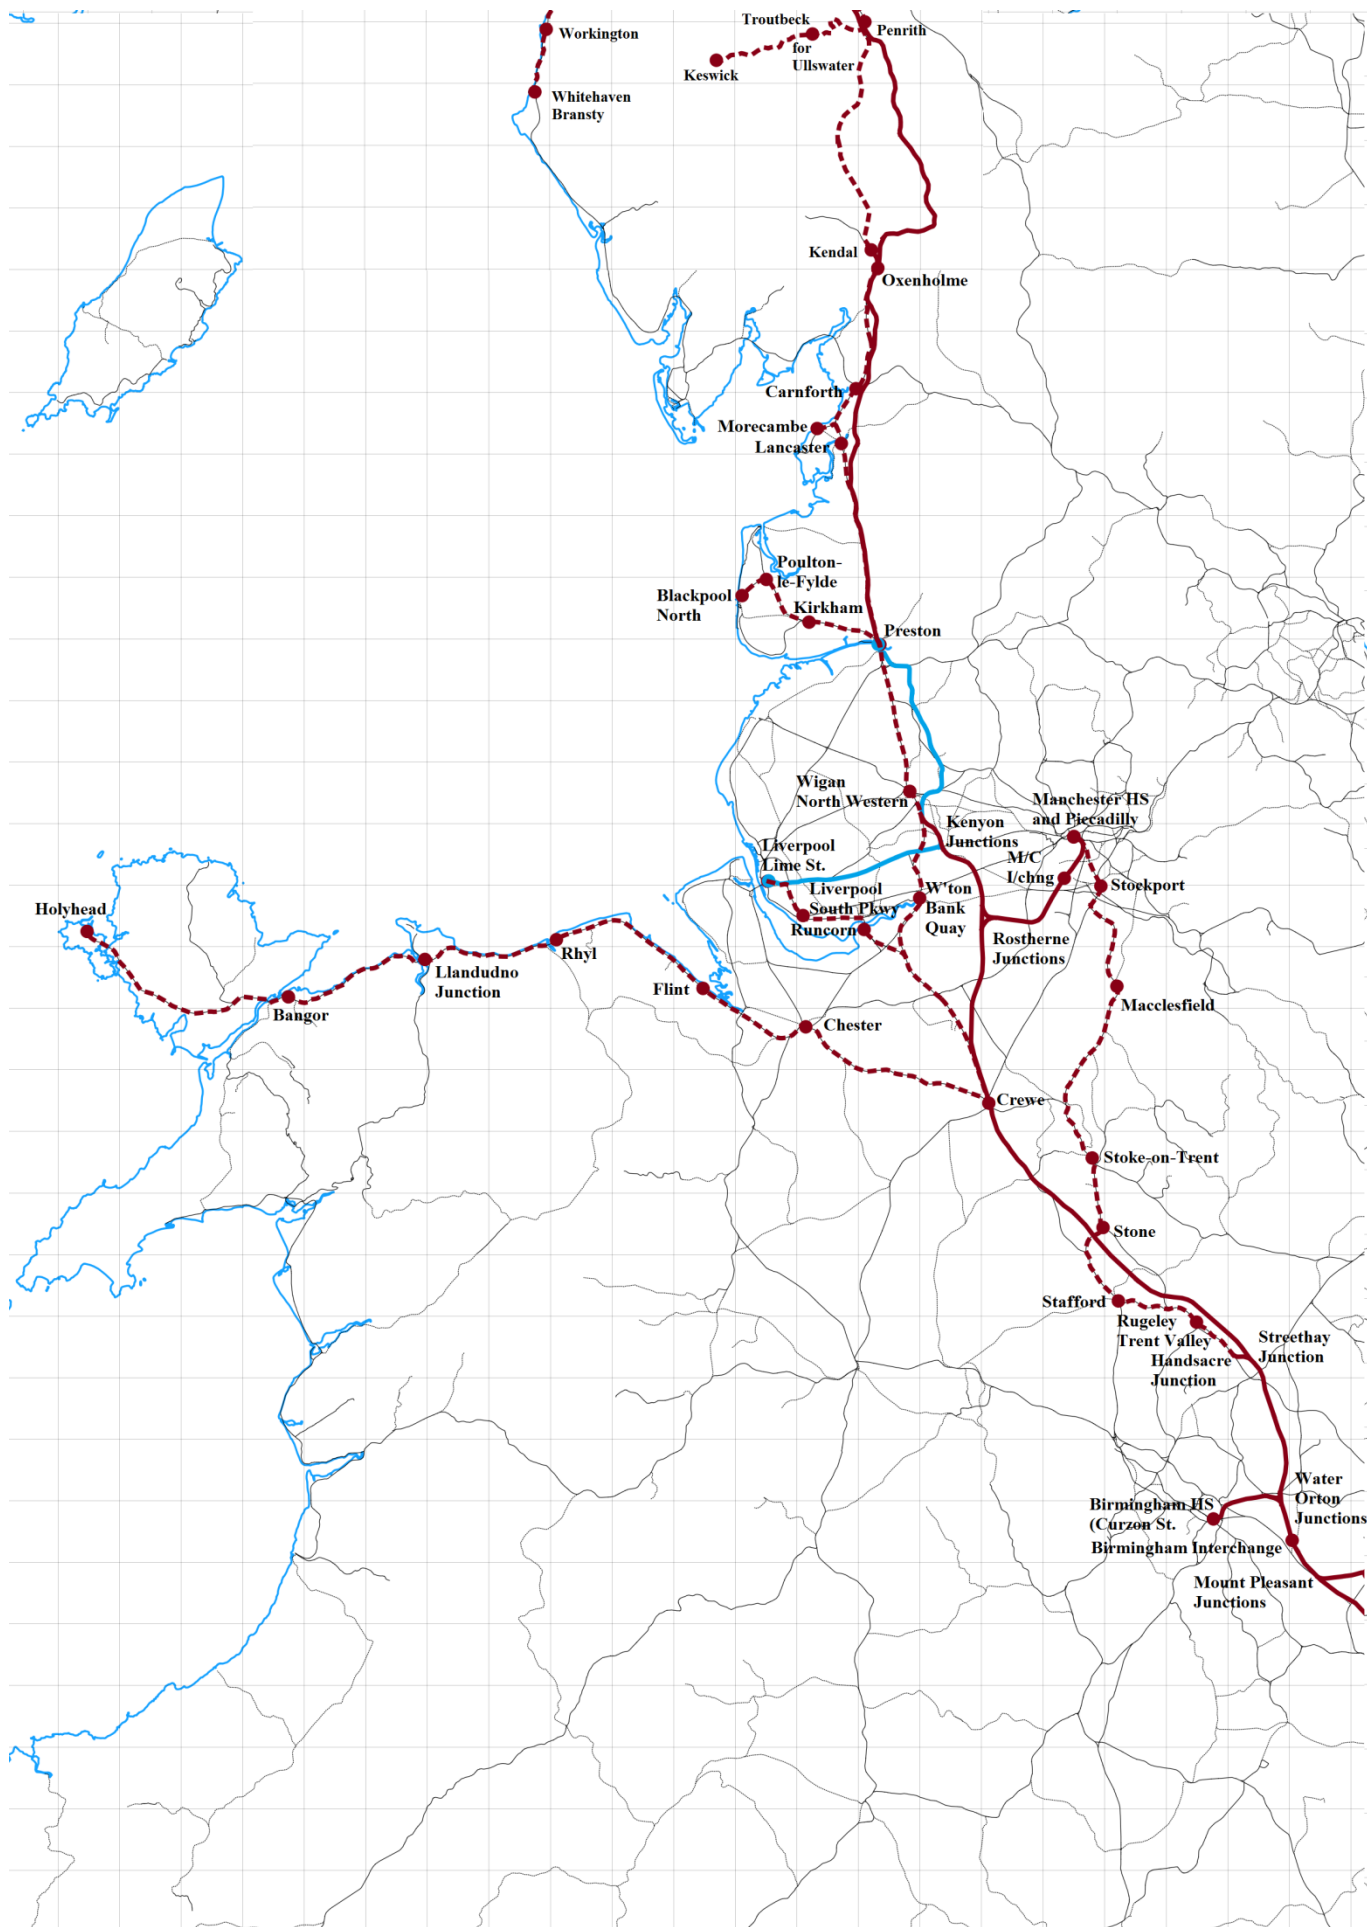 Troutbeck
for
Ullswater
Penrith
Workington
Keswick
Whitehaven
Bransty
Kendal
Oxenholme
Carnforth
Morecambe
Lancaster
Poulton-
le-Fylde
Blackpool
North
Kirkham
Preston
Wigan
North Western
Manchester HS
and Piccadilly
Kenyon
Junctions
Liverpool
Lime St.
M/C
I/chng
Stockport
Liverpool
South Pkwy
W'ton
Bank
Quay
Runcorn
Holyhead
Rostherne
Junctions
Rhyl
Llandudno
Junction
Flint
Bangor
Macclesfield
Chester
Crewe
Stoke-on-Trent
Stone
Stafford
Rugeley
Trent Valley
Streethay
Junction
Handsacre
Junction
Water
Orton
Junctions
Birmingham HS
(Curzon St.
Birmingham Interchange
Mount Pleasant
Junctions